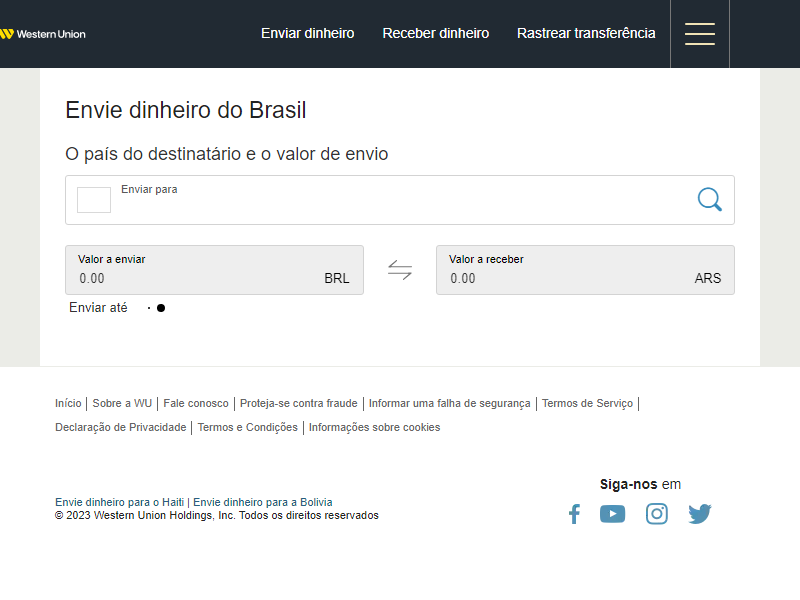 Western Union
Enviar dinheiro Receber dinheiro Rastrear transferência
Envie dinheiro do Brasil
O país do destinatário e o valor de envio
Enviar para
Valor a enviar
0.00 BRL
Valor a receber
0.00 ARS
Enviar até
Início | Sobre a WU | Fale conosco | Proteja-se contra fraude | Informar uma falha de segurança | Termos de Serviço |
Declaração de Privacidade | Termos e Condições | Informações sobre cookies
Siga-nos em
Envie dinheiro para o Haiti | Envie dinheiro para a Bolívia
© 2023 Western Union Holdings, Inc. Todos os direitos reservados